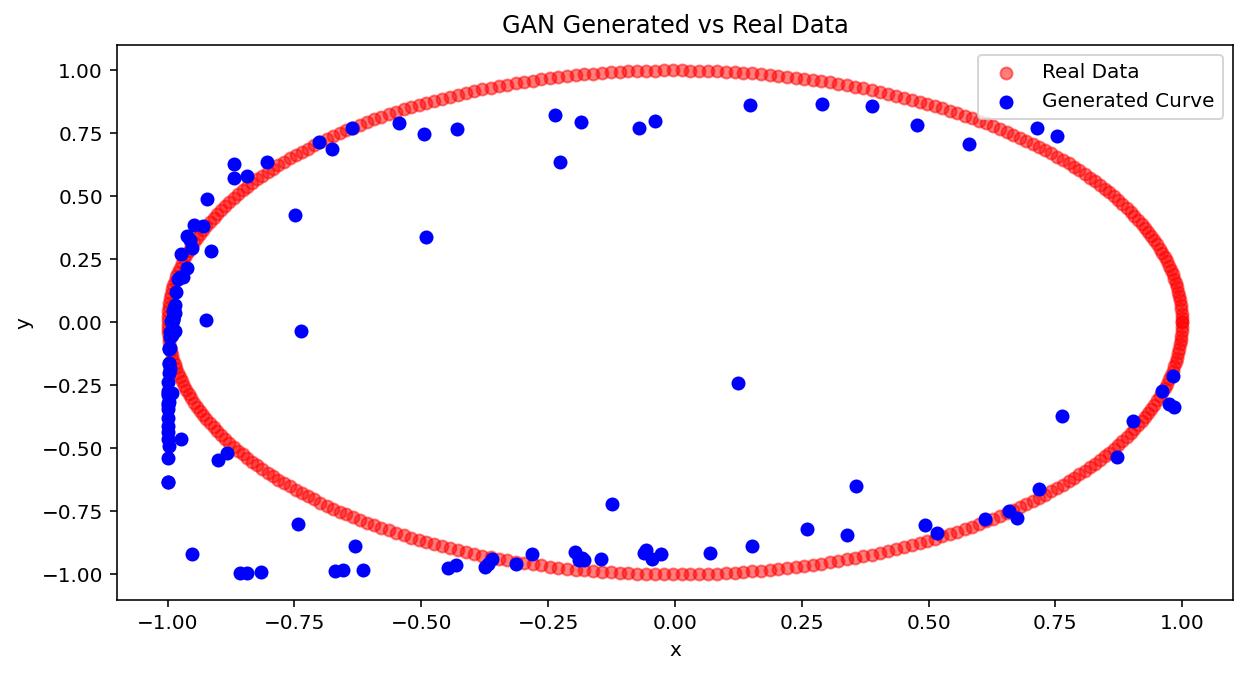 GAN Generated vs Real Data
Real Data
Generated Curve
1.00
0.75
0.50
0.25
0.00
−0.25
−0.50
−0.75
−1.00
y
−1.00 −0.75 −0.50 −0.25 0.00 0.25 0.50 0.75 1.00
x